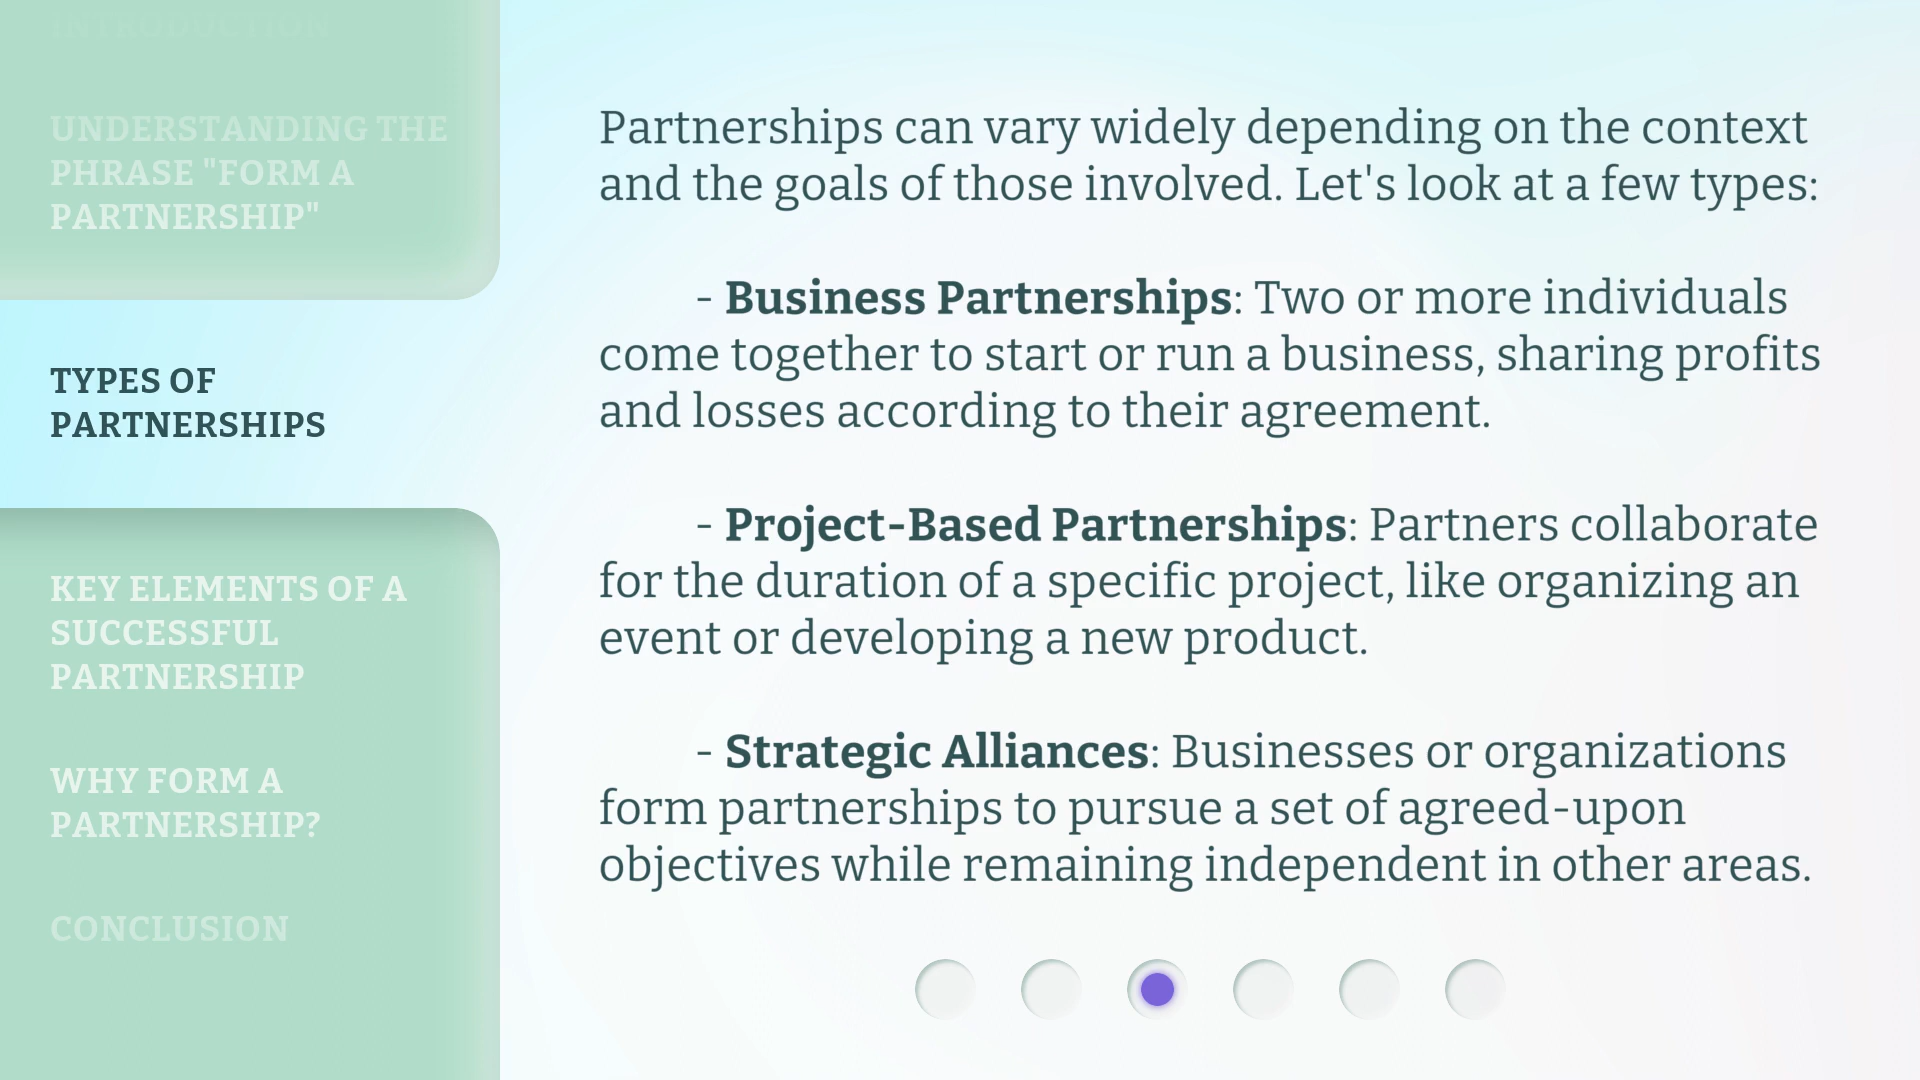 INTRODUCTION
UNDERSTANDING THE
PHRASE "FORM A
PARTNERSHIP"
TYPES OF
PARTNERSHIPS
KEY ELEMENTS OF A
SUCCESSFUL
PARTNERSHIP
WHY FORM A
PARTNERSHIP?
CONCLUSION
Partnerships can vary widely depending on the context
and the goals of those involved. Let's look at a few types:
- Business Partnerships: Two or more individuals
come together to start or run a business, sharing profits
and losses according to their agreement.
- Project-Based Partnerships: Partners collaborate
for the duration of a specific project, like organizing an
event or developing a new product.
- Strategic Alliances: Businesses or organizations
form partnerships to pursue a set of agreed-upon
objectives while remaining independent in other areas.